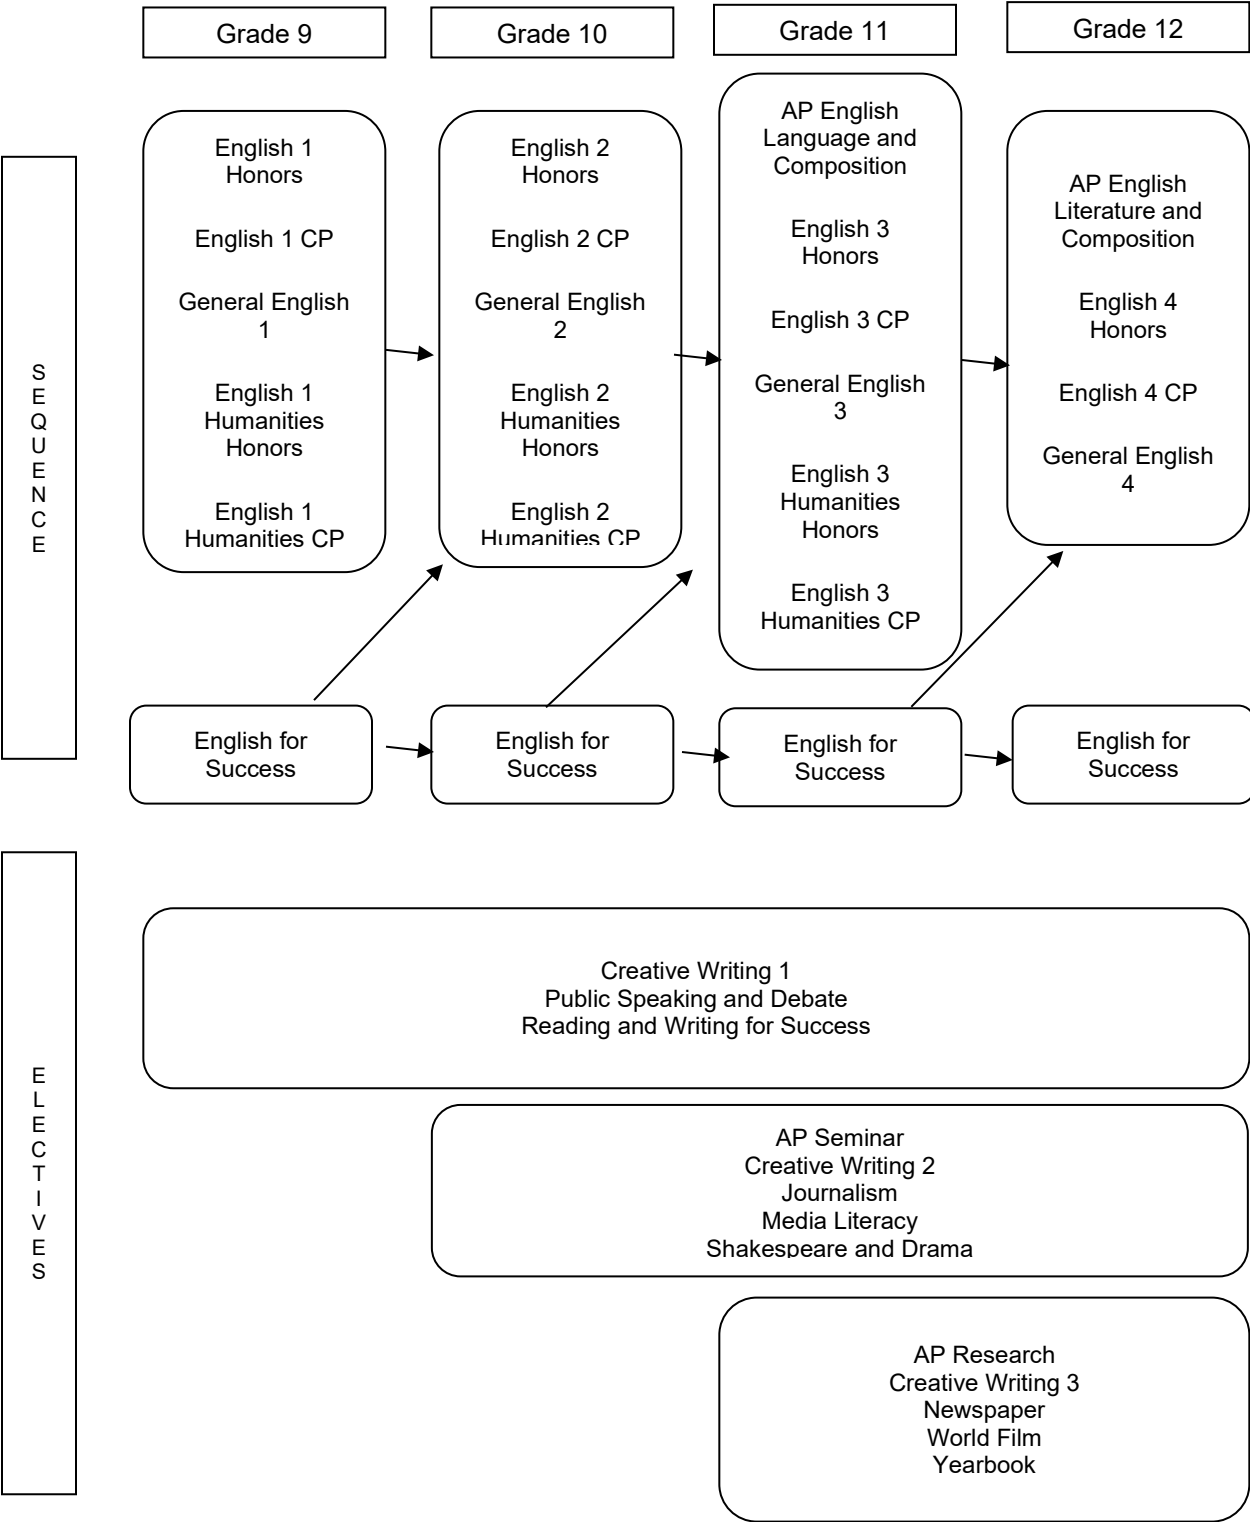 Grade 9
Grade 10
Grade 11
Grade 12
SEQUENCE
English 1
Honors
English 1 CP
General English
1
English 1
Humanities
Honors
English 1
Humanities CP
English 2
Honors
English 2 CP
General English
2
English 2
Humanities
Honors
English 2
Humanities CP
AP English
Language and
Composition
English 3
Honors
English 3 CP
General English
3
English 3
Humanities
Honors
English 3
Humanities CP
AP English
Literature and
Composition
English 4
Honors
English 4 CP
General English
4
English for
Success
English for
Success
English for
Success
English for
Success
ELECTIVES
Creative Writing 1
Public Speaking and Debate
Reading and Writing for Success
AP Seminar
Creative Writing 2
Journalism
Media Literacy
Shakespeare and Drama
AP Research
Creative Writing 3
Newspaper
World Film
Yearbook